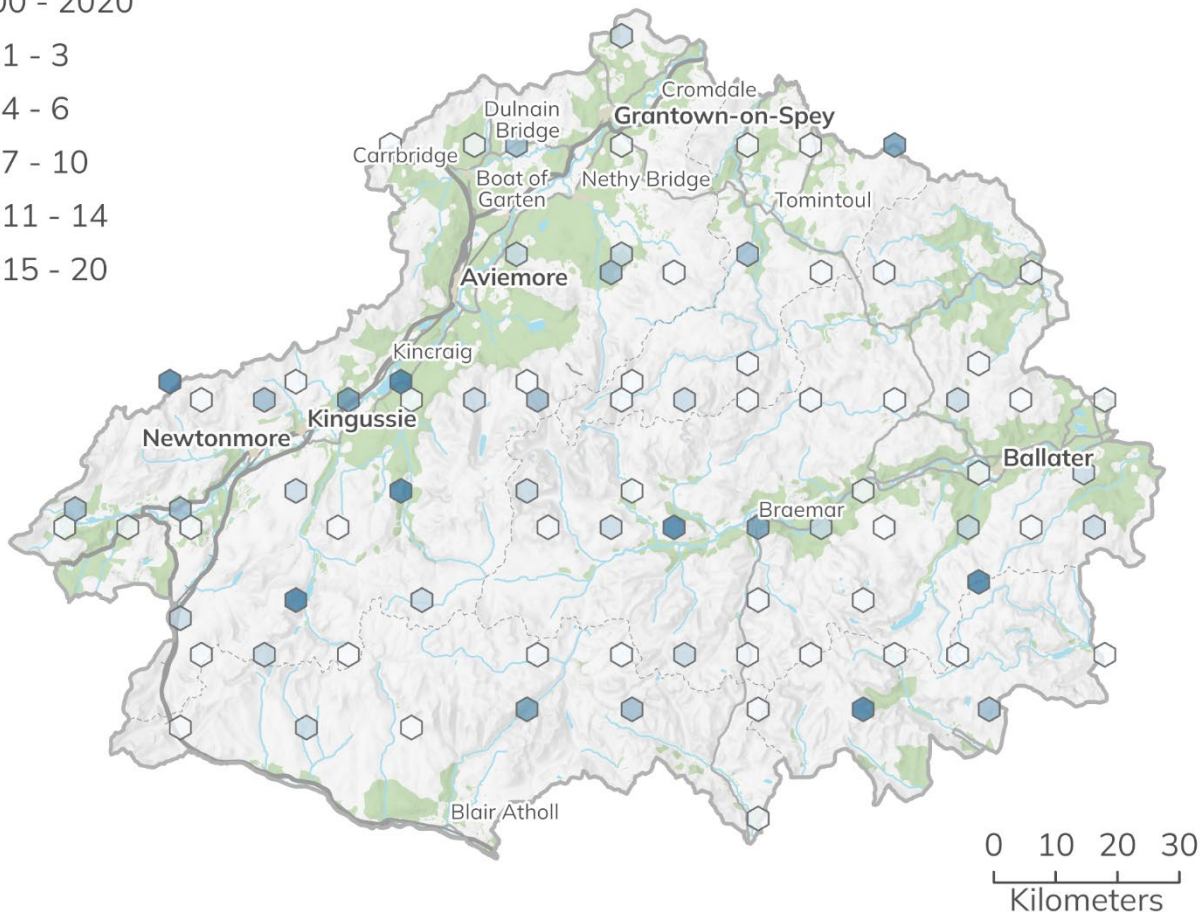 00 - 2020
1 - 3
4 - 6
7 - 10
11 - 14
15 - 20
Cromdale
Dulnain
Bridge
Grantown-on-Spey
Carrbridge
Boat of
Garten
Nethy Bridge
Tomintoul
Aviemore
Kincraig
Kingussie
Newtonmore
Ballater
Braemar
Blair Atholl
0 10 20 30
Kilometers